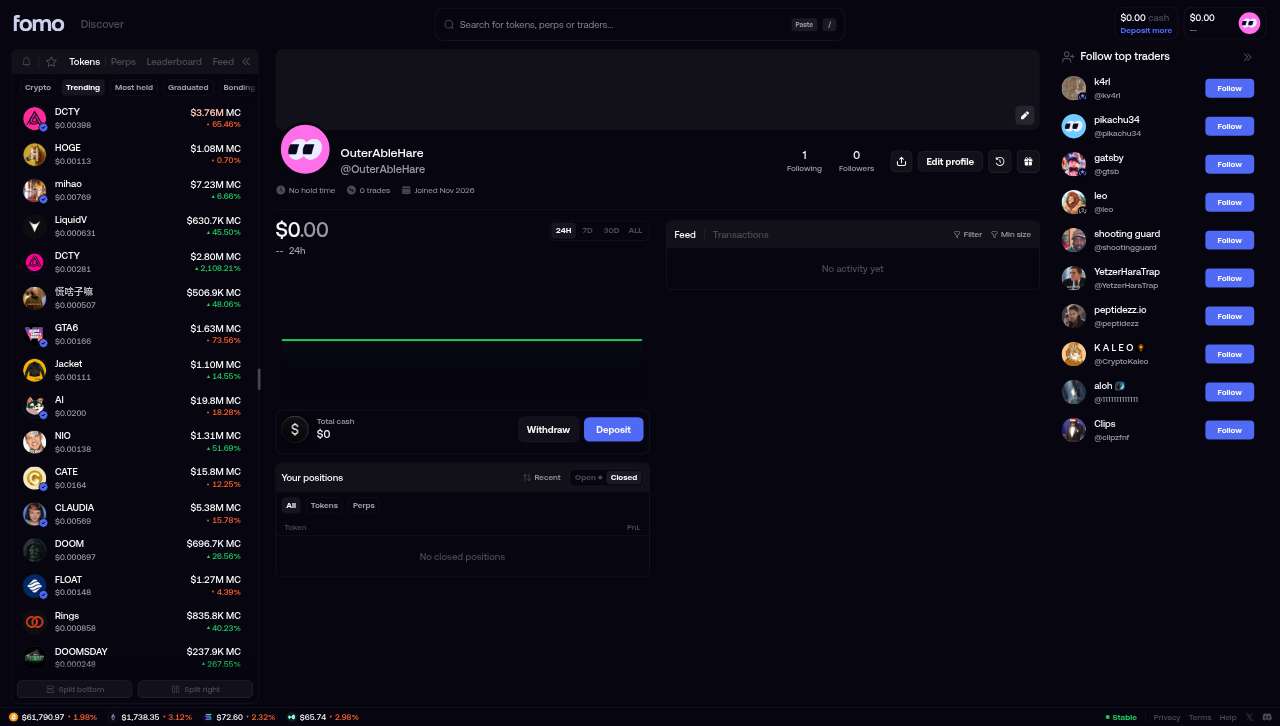 fomo
Discover
Search for tokens, perps or traders...
Paste
/
$0.00 cash
Deposit more
$0.00
—
Tokens Perps Leaderboard Feed
Crypto Trending Most held Graduated Bonding
DCTY $3.76M MC
$0.00398 65.46%
HOGE $1.08M MC
$0.00113 0.70%
mihao $7.23M MC
$0.00769 6.66%
LiquidV $630.7K MC
$0.000631 45.50%
DCTY $2.80M MC
$0.00281 2,108.21%
$506.9K MC
$0.000507 48.06%
GTA6 $1.63M MC
$0.00166 73.56%
Jacket $1.10M MC
$0.00111 14.55%
AI $19.8M MC
$0.0200 18.28%
NIO $1.31M MC
$0.00138 51.69%
CATE $15.8M MC
$0.0164 12.25%
CLAUDIA $5.38M MC
$0.00569 15.78%
DOOM $696.7K MC
$0.000697 26.56%
FLOAT $1.27M MC
$0.00148 4.39%
Rings $835.8K MC
$0.000858 40.23%
DOOMSDAY $237.9K MC
$0.000248 267.55%
Split bottom Split right
OuterAbleHare
@OuterAbleHare
1 Following
0 Followers
Edit profile
No hold time 0 trades Joined Nov 2026
$0.00
-- 24h
24H 7D 30D ALL
Total cash
$0
Withdraw Deposit
Your positions
Recent Open Closed
All Tokens Perps
Token PnL
No closed positions
Feed Transactions
Filter Min size
No activity yet
Follow top traders
k4rl
@kv4rl
Follow
pikachu34
@pikachu34
Follow
gatsby
@gtsb
Follow
leo
@leo
Follow
shooting guard
@shootingguard
Follow
YetzerHaraTrap
@YetzerHaraTrap
Follow
peptidezz.io
@peptidezz
Follow
K A L E O
@CryptoKaleo
Follow
aloh
Follow
Clips
@clipzfnf
Follow
$61,790.97 1.98% $1,738.35 3.12% $72.60 2.32% $65.74 2.98%
Stable Privacy Terms Help